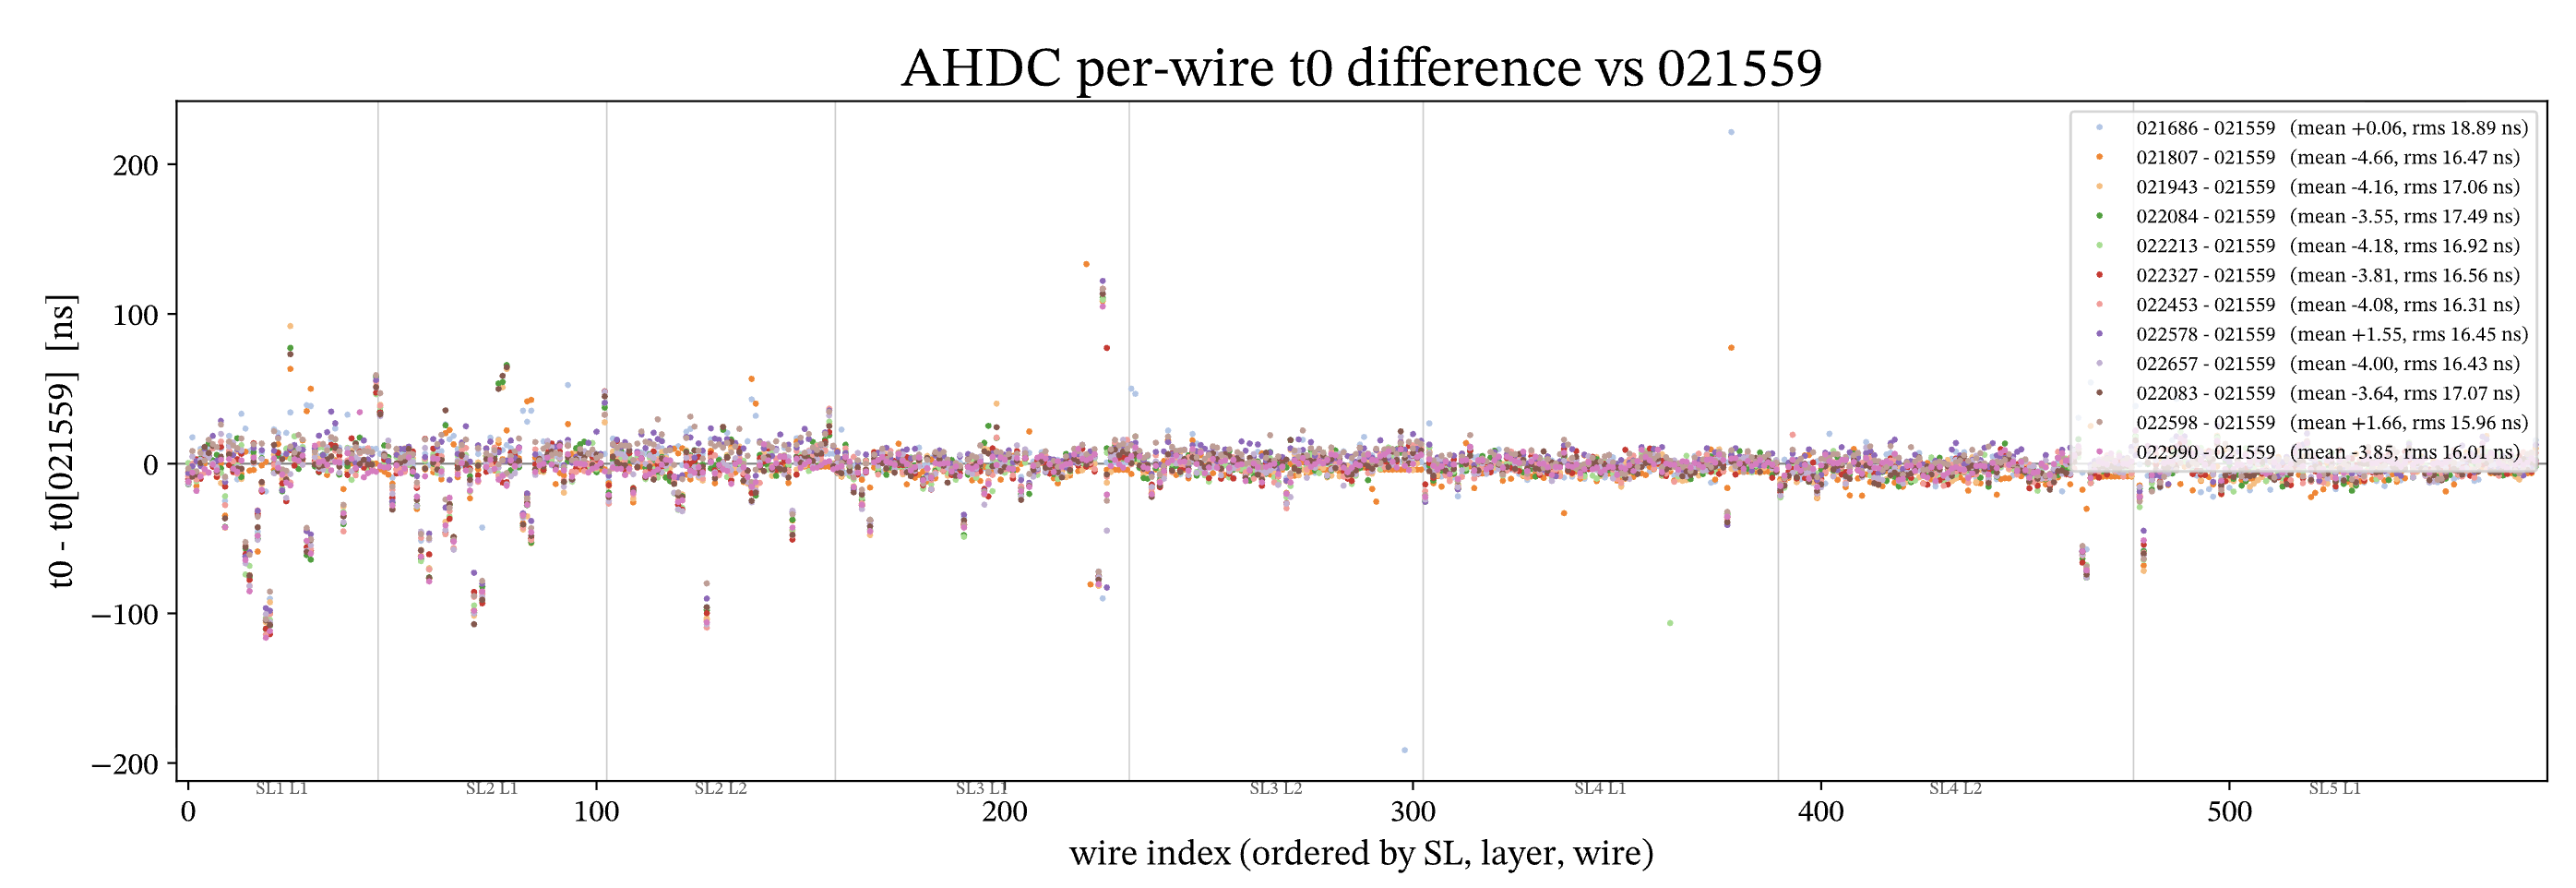 AHDC per-wire t0 difference vs 021559
t0 - t0[021559]  [ns]
200
100
0
−100
−200
021686 - 021559   (mean +0.06, rms 18.89 ns)
021807 - 021559   (mean -4.66, rms 16.47 ns)
021943 - 021559   (mean -4.16, rms 17.06 ns)
022084 - 021559   (mean -3.55, rms 17.49 ns)
022213 - 021559   (mean -4.18, rms 16.92 ns)
022327 - 021559   (mean -3.81, rms 16.56 ns)
022453 - 021559   (mean -4.08, rms 16.31 ns)
022578 - 021559   (mean +1.55, rms 16.45 ns)
022657 - 021559   (mean -4.00, rms 16.43 ns)
022083 - 021559   (mean -3.64, rms 17.07 ns)
022598 - 021559   (mean +1.66, rms 15.96 ns)
022990 - 021559   (mean -3.85, rms 16.01 ns)
SL1 L1 SL2 L1 SL2 L2 SL3 L1 SL3 L2 SL4 L1 SL4 L2 SL5 L1
0 100 200 300 400 500
wire index (ordered by SL, layer, wire)